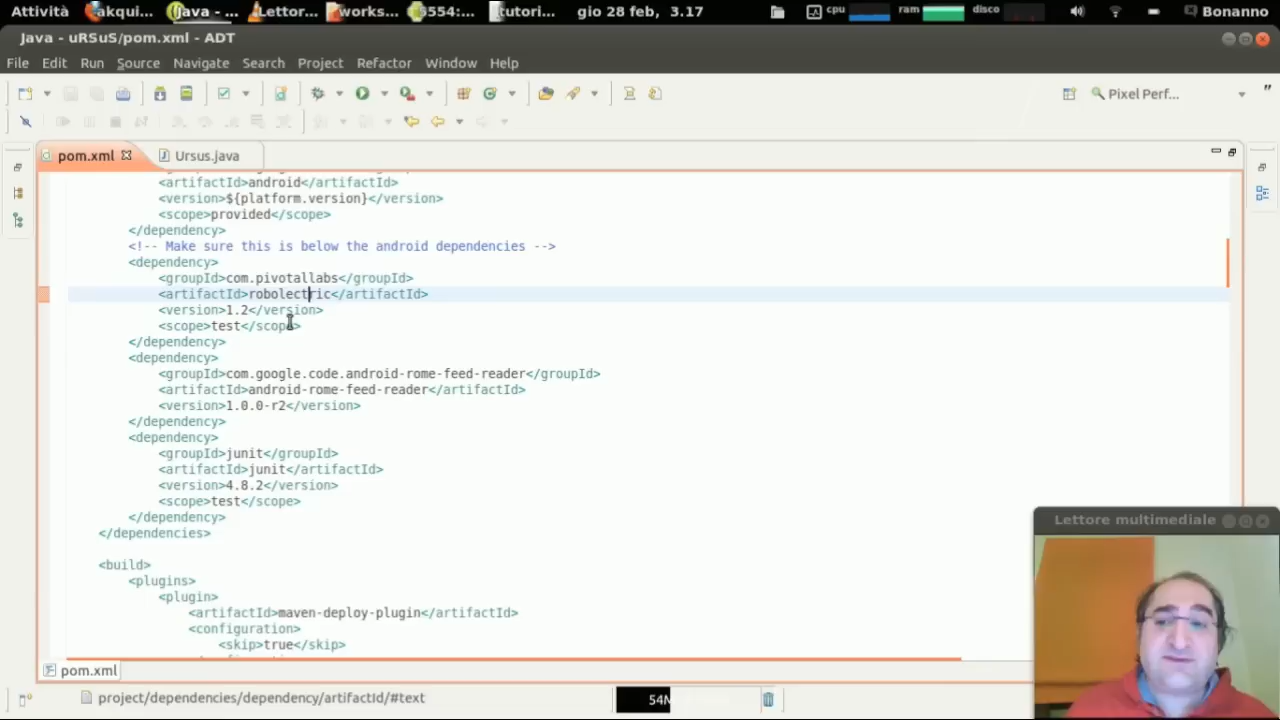 Attività akqui... Java - ... Lettor... works... 5554:... tutori... gio 28 feb, 3.17 cpu ram disco Bonanno
Java - uRSuS/pom.xml - ADT
File Edit Run Source Navigate Search Project Refactor Window Help
Pixel Perf...
pom.xml Ursus.java
<artifactId>android</artifactId>
<version>${platform.version}</version>
<scope>provided</scope>
</dependency>
<!-- Make sure this is below the android dependencies -->
<dependency>
<groupId>com.pivotallabs</groupId>
<artifactId>robolectric</artifactId>
<version>1.2</version>
<scope>test</scope>
</dependency>
<dependency>
<groupId>com.google.code.android-rome-feed-reader</groupId>
<artifactId>android-rome-feed-reader</artifactId>
<version>1.0.0-r2</version>
</dependency>
<dependency>
<groupId>junit</groupId>
<artifactId>junit</artifactId>
<version>4.8.2</version>
<scope>test</scope>
</dependency>
</dependencies>
<build>
<plugins>
<plugin>
<artifactId>maven-deploy-plugin</artifactId>
<configuration>
<skip>true</skip>
Lettore multimediale
pom.xml
project/dependencies/dependency/artifactId/#text 54M